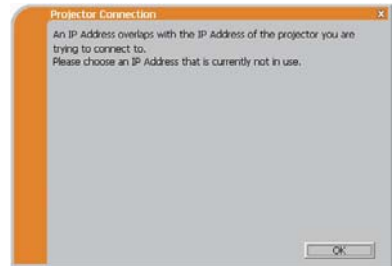 Projector Connection
X
An IP Address overlaps with the IP Address of the projector you are
trying to connect to.
Please choose an IP Address that is currently not in use.
OK